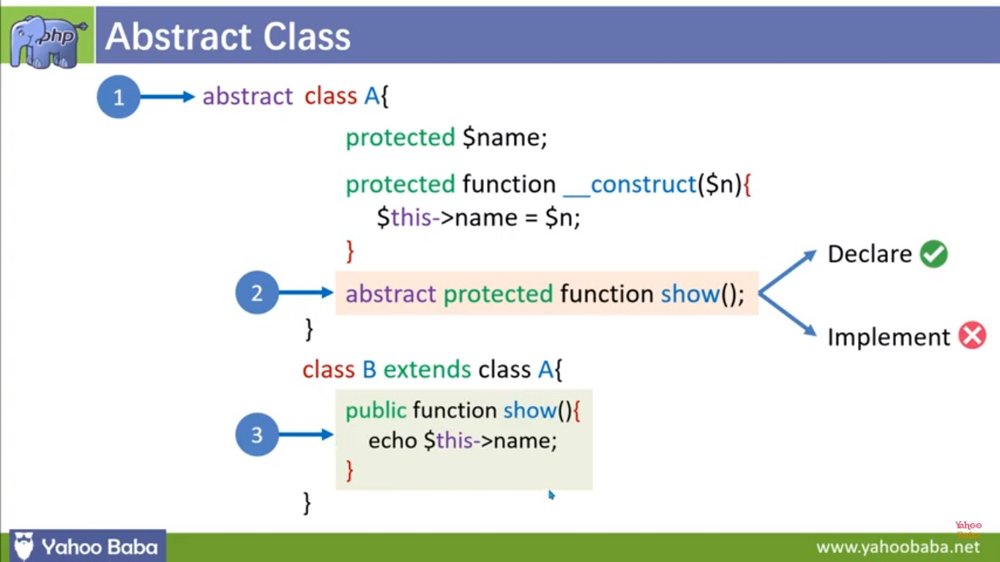 php
Abstract Class
1
abstract class A{
protected $name;
protected function __construct($n){
$this->name = $n;
}
Declare
2
abstract protected function show();
}
Implement
class B extends class A{
public function show(){
3
echo $this->name;
}
}
Yahoo
Baba
Yahoo Baba
www.yahoobaba.net